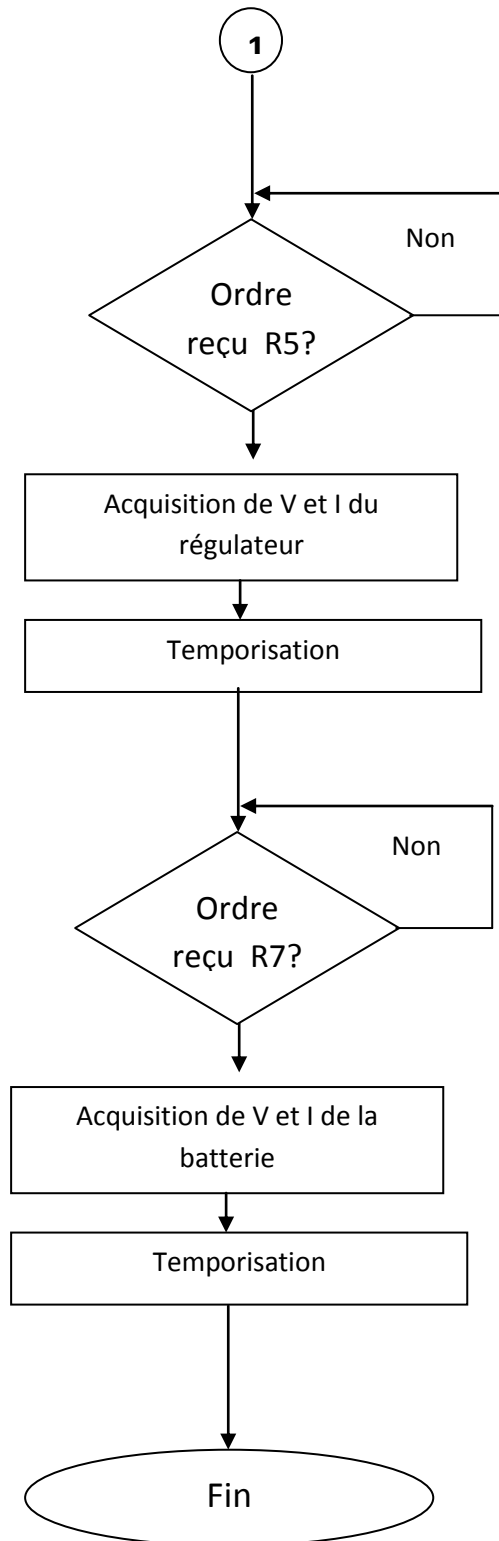 1
Non
Ordre
reçu R5?
Acquisition de V et I du
régulateur
Temporisation
Non
Ordre
reçu R7?
Acquisition de V et I de la
batterie
Temporisation
Fin